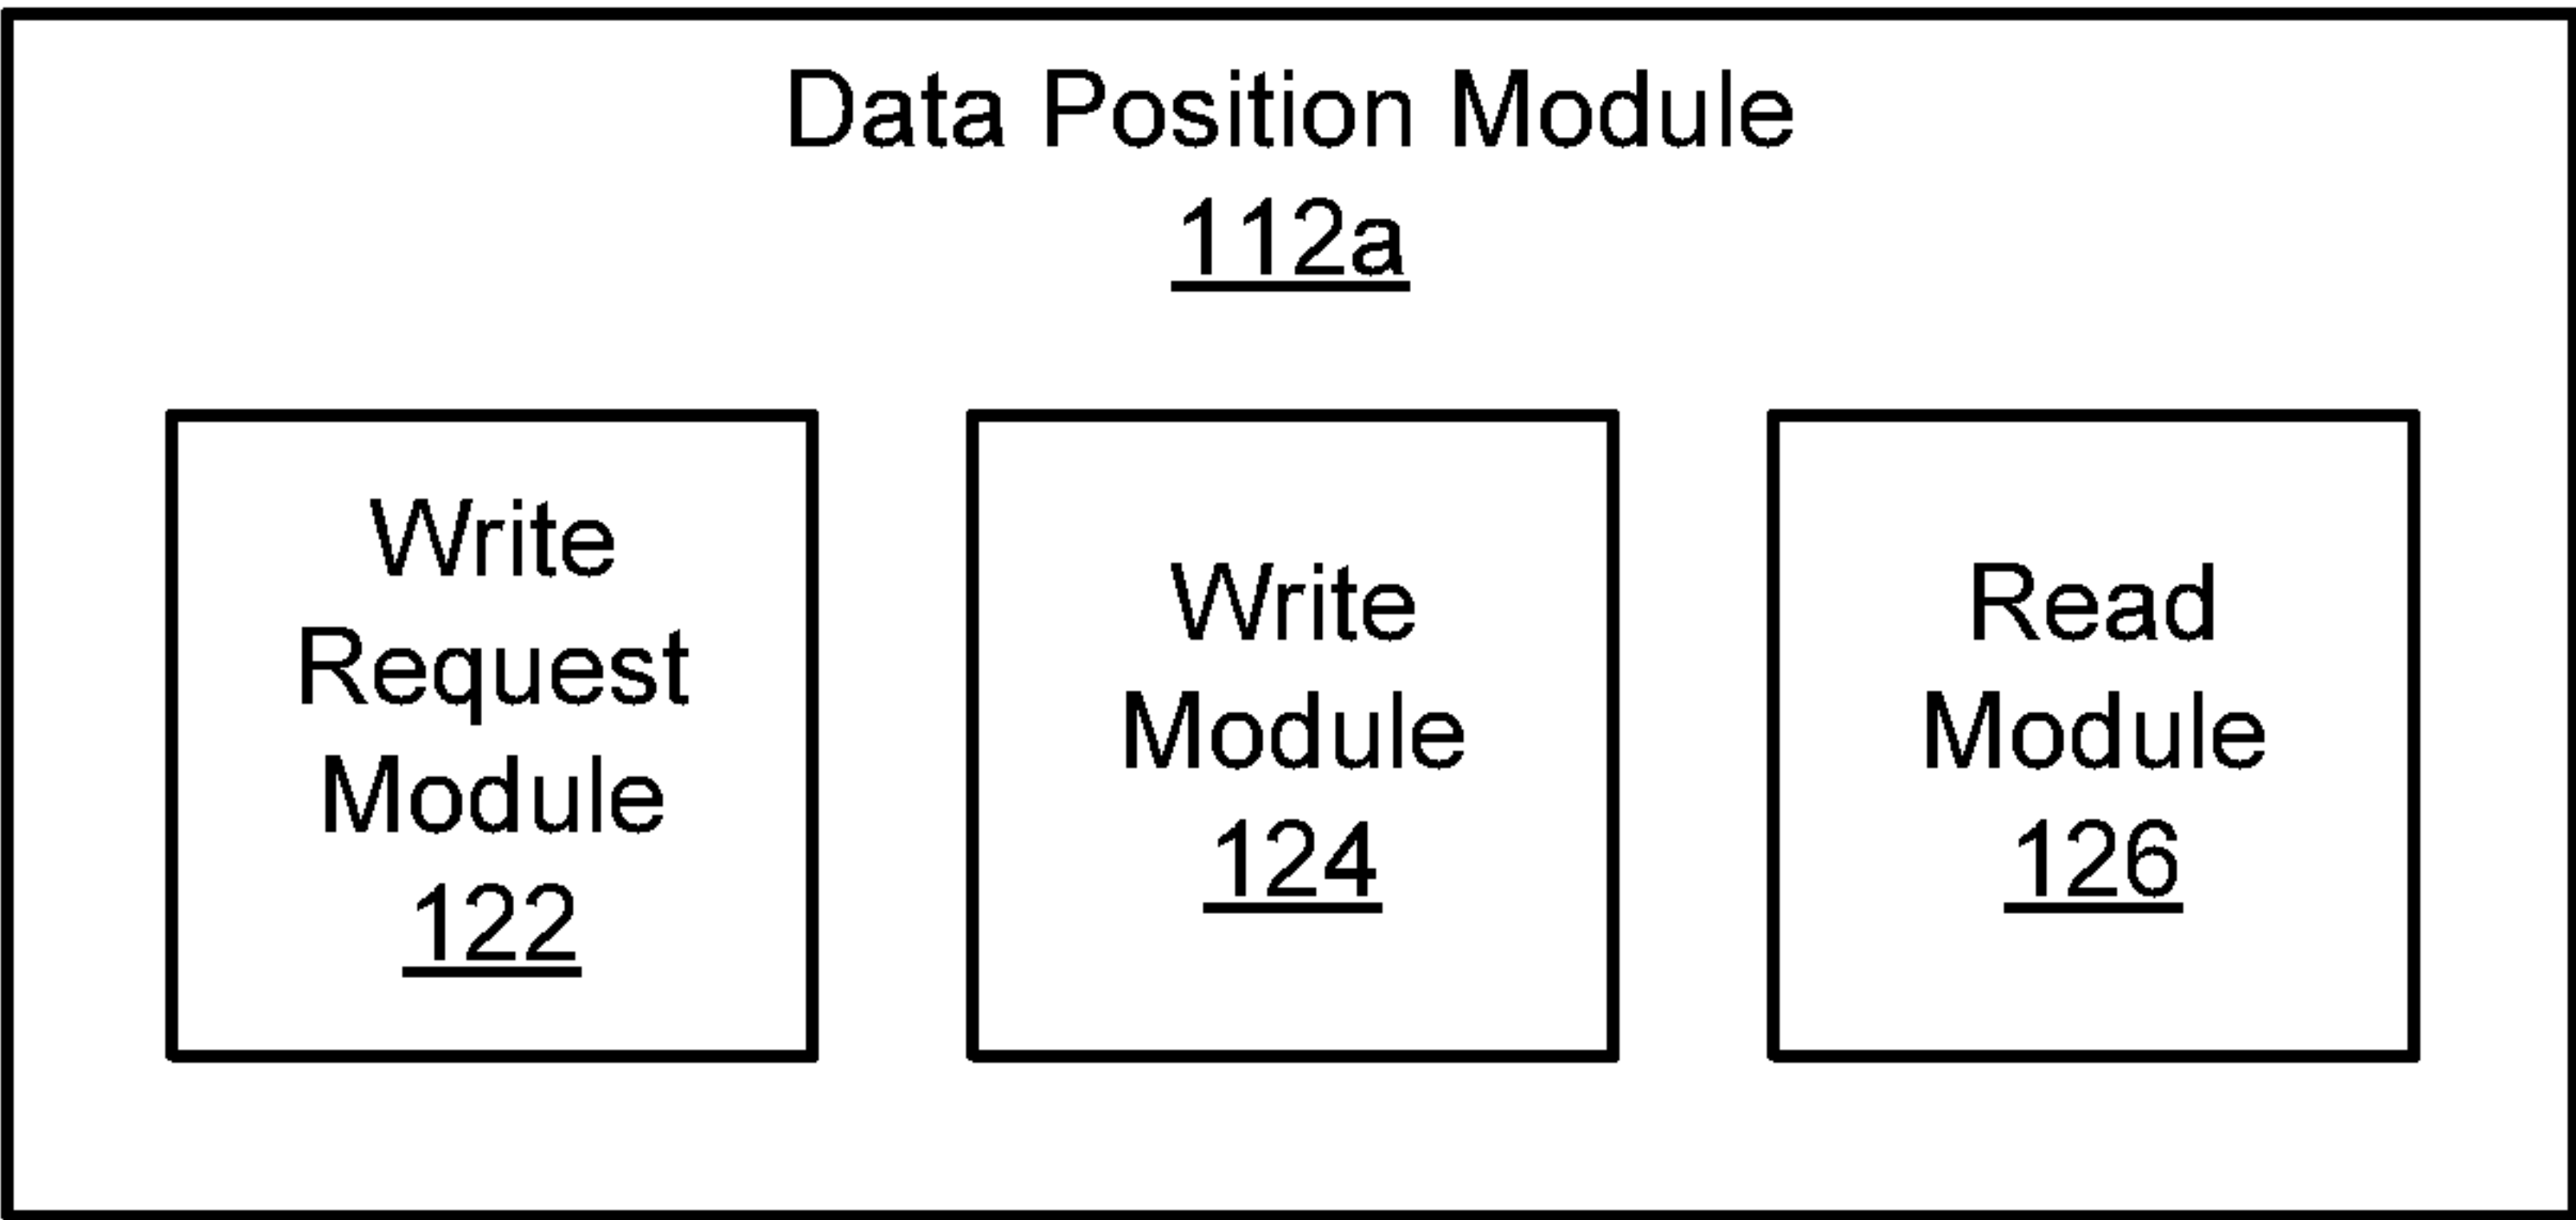 Data Position Module
112a
Write
Request
Module
122
Write
Module
124
Read
Module
126